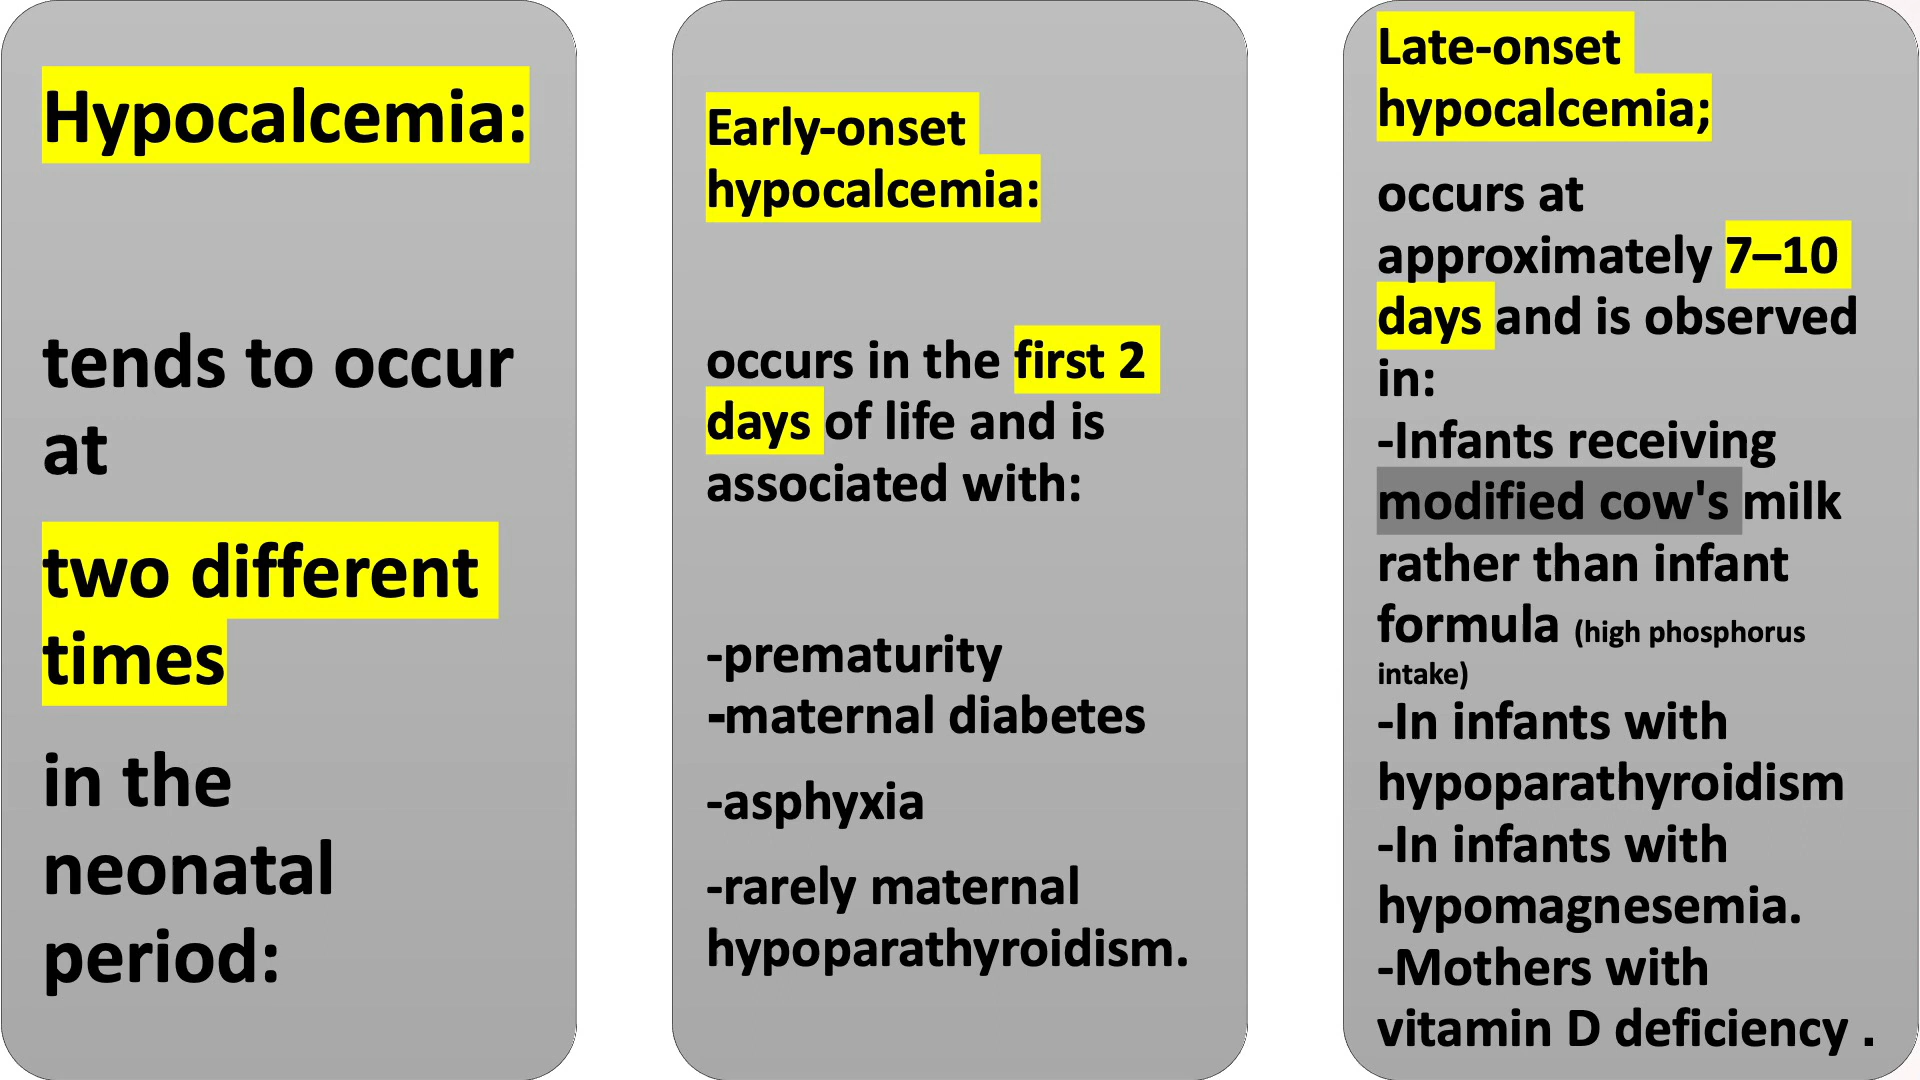 Hypocalcemia:
tends to occur
at
two different
times
in the
neonatal
period:
Early-onset
hypocalcemia:
occurs in the first 2
days of life and is
associated with:
-prematurity
-maternal diabetes
-asphyxia
-rarely maternal
hypoparathyroidism.
Late-onset
hypocalcemia;
occurs at
approximately 7–10
days and is observed
in:
-Infants receiving
modified cow's milk
rather than infant
formula (high phosphorus
intake)
-In infants with
hypoparathyroidism
-In infants with
hypomagnesemia.
-Mothers with
vitamin D deficiency .